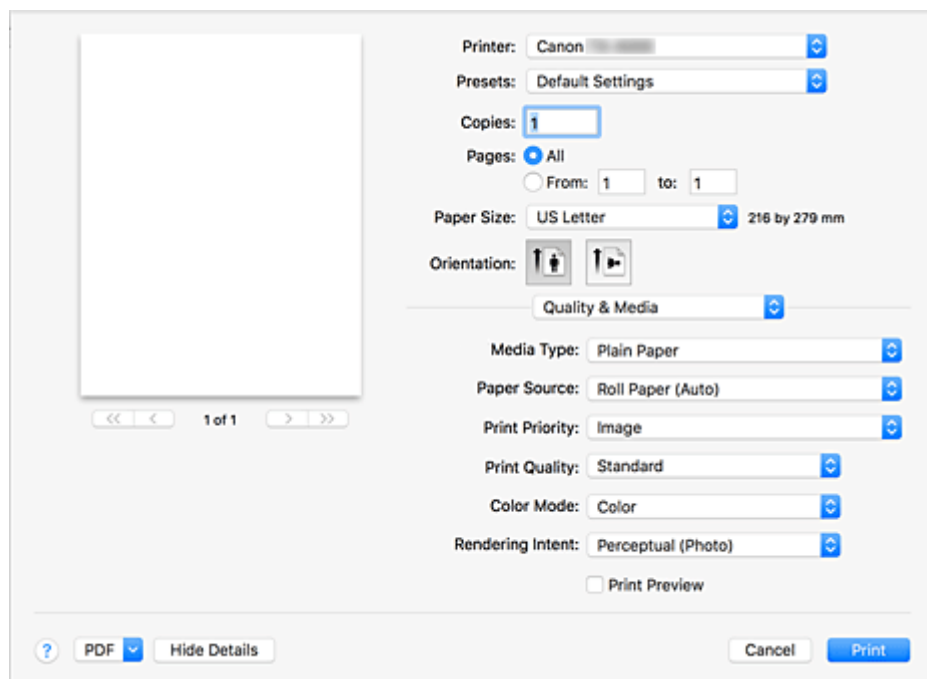 Printer: Canon
Presets: Default Settings
Copies: 1
Pages: All
From: 1 to: 1
Paper Size: US Letter 216 by 279 mm
Orientation:
Quality & Media
Media Type: Plain Paper
Paper Source: Roll Paper (Auto)
<< < 1 of 1 > >>
Print Priority: Image
Print Quality: Standard
Color Mode: Color
Rendering Intent: Perceptual (Photo)
Print Preview
? PDF Hide Details Cancel Print